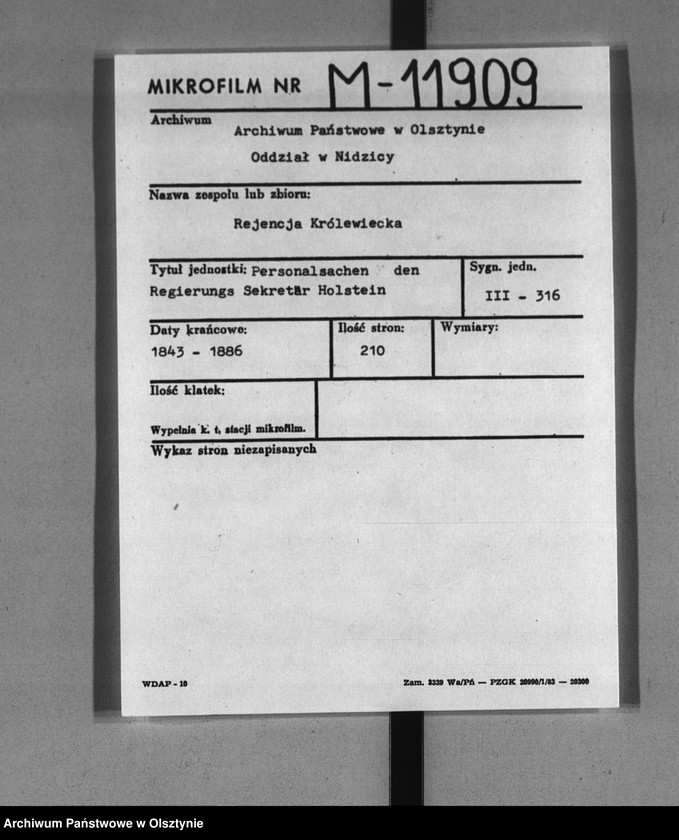 MIKROFILM NR M-11909
Archiwum
Archiwum Państwowe w Olsztynie
Oddział w Nidzicy
Nazwa zespołu lub zbioru:
Rejencja Królewiecka
Tytuł jednostki: Personalsachen den
Regierungs Sekretär Holstein
Sygn. jedn.
III - 316
Daty krańcowe:
1843 - 1886
Ilość stron:
210
Wymiary:
Ilość klatek:
Wypełnia k. t. stacji mikrofilm.
Wykaz stron niezapisanych
WDAP - 10
Zam. 2339 Wa/Pń — PZGK 20990/1/83 — 20300
Archiwum Państwowe w Olsztynie